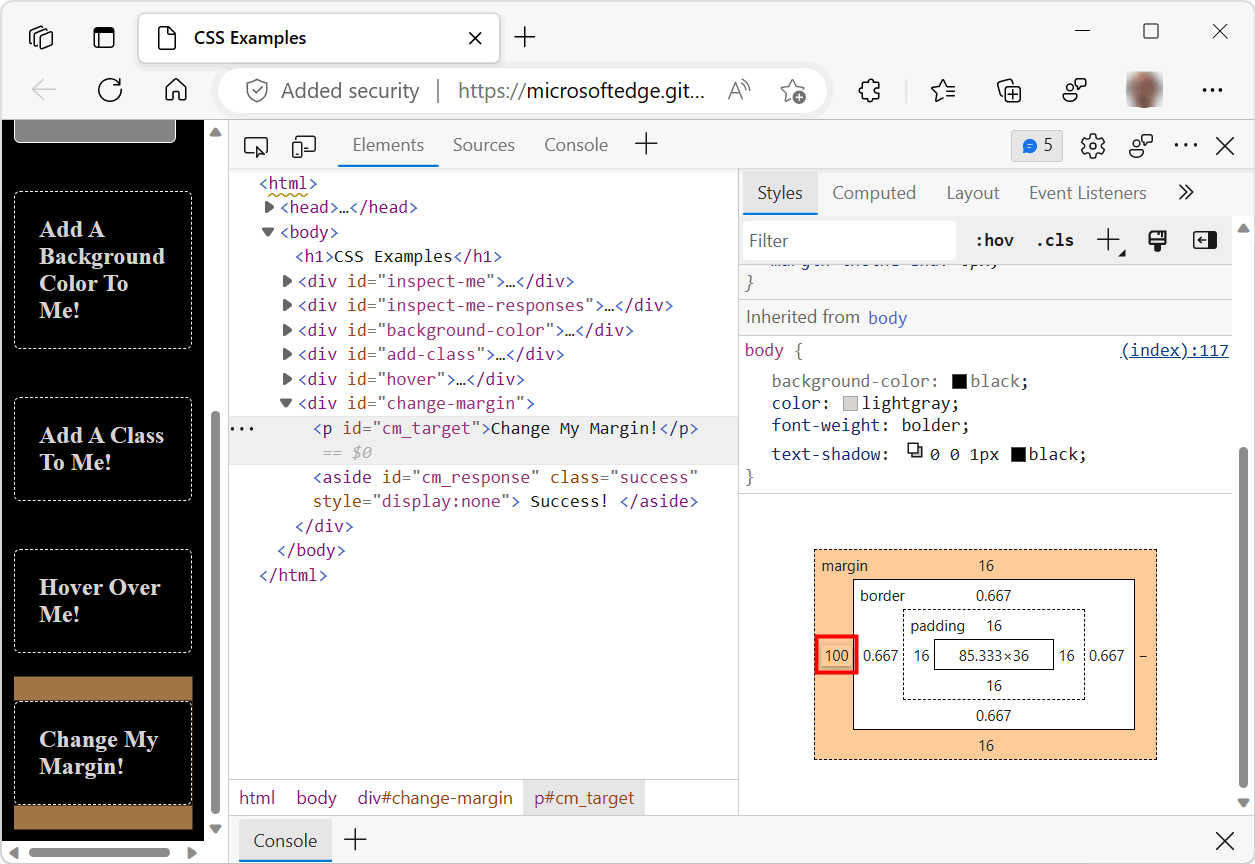 CSS Examples
Added security
https://microsoftedge.git...
Add A
Background
Color To
Me!
Add A Class
To Me!
Hover Over
Me!
Change My
Margin!
Elements
Sources
Console
5
<html>
<head>…</head>
<body>
<h1>CSS Examples</h1>
<div id="inspect-me">…</div>
<div id="inspect-me-responses">…</div>
<div id="background-color">…</div>
<div id="add-class">…</div>
<div id="hover">…</div>
<div id="change-margin">
<p id="cm_target">Change My Margin!</p>
== $0
<aside id="cm_response" class="success"
style="display:none"> Success! </aside>
</div>
</body>
</html>
html body div#change-margin p#cm_target
Styles Computed Layout Event Listeners
Filter
:hov .cls
}
Inherited from body
body { (index):117
background-color: black;
color: lightgray;
font-weight: bolder;
text-shadow: 0 0 1px black;
}
margin 16
border 0.667
padding 16
100 0.667 16 85.333×36 16 0.667 –
16
0.667
16
Console